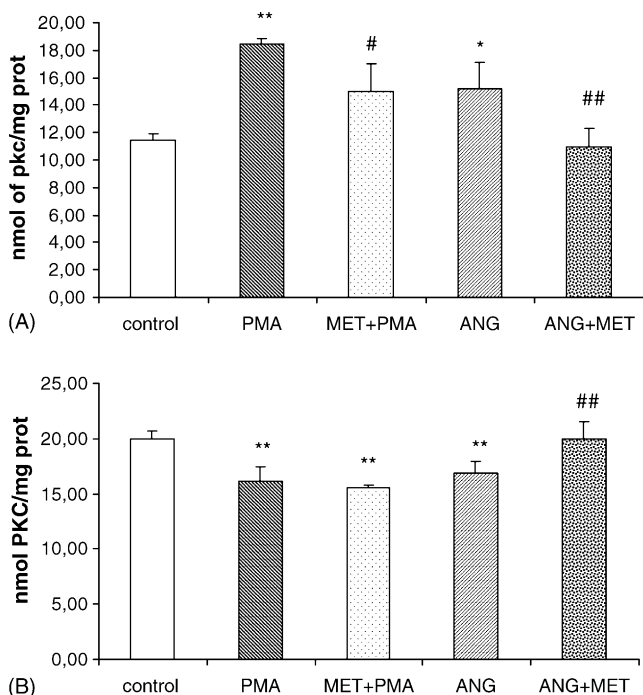 20,00
18,00
16,00
14,00
12,00
10,00
8,00
6,00
4,00
2,00
0,00
nmol of pkc/mg prot
** # * ##
(A) control PMA MET+PMA ANG ANG+MET
25,00
20,00
15,00
10,00
5,00
0,00
nmol PKC/mg prot
** ** ** ##
(B) control PMA MET+PMA ANG ANG+MET